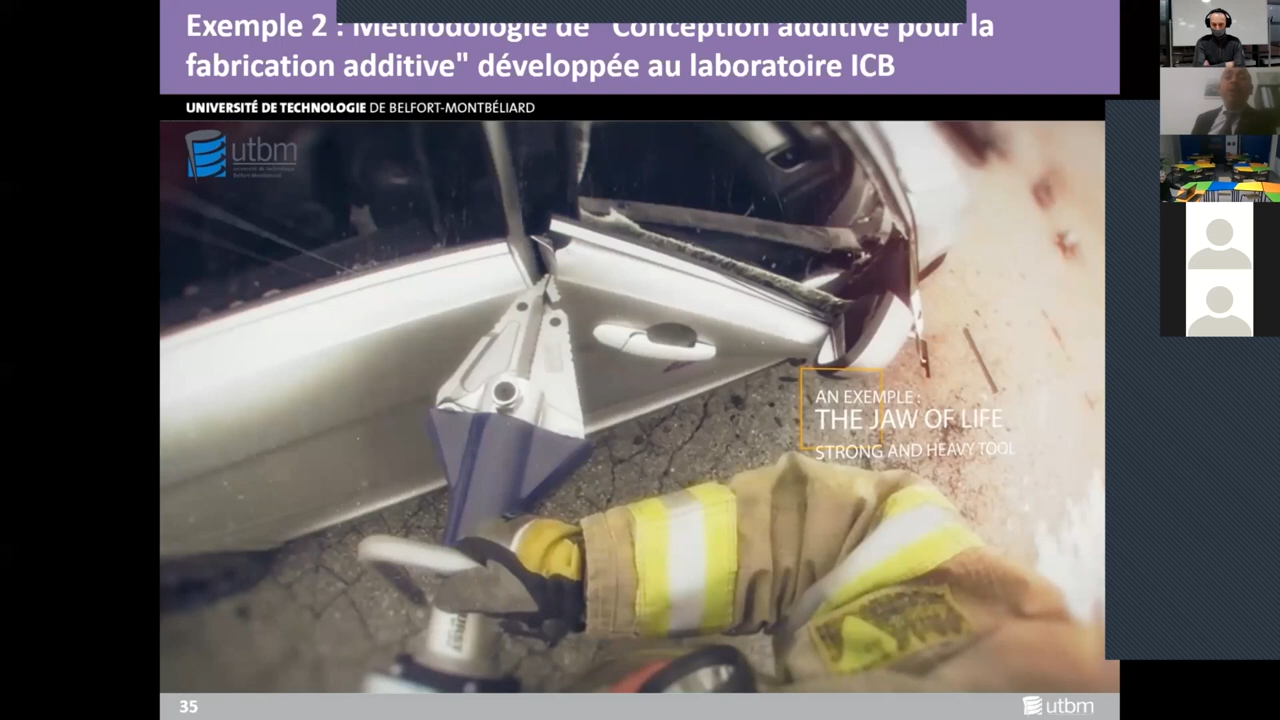 Exemple 2 : Méthodologie de "Conception additive pour la
fabrication additive" développée au laboratoire ICB
UNIVERSITÉ DE TECHNOLOGIE DE BELFORT-MONTBÉLIARD
utbm
université de technologie
Belfort-Montbéliard
AN EXEMPLE :
THE JAW OF LIFE
STRONG AND HEAVY TOOL
35
utbm